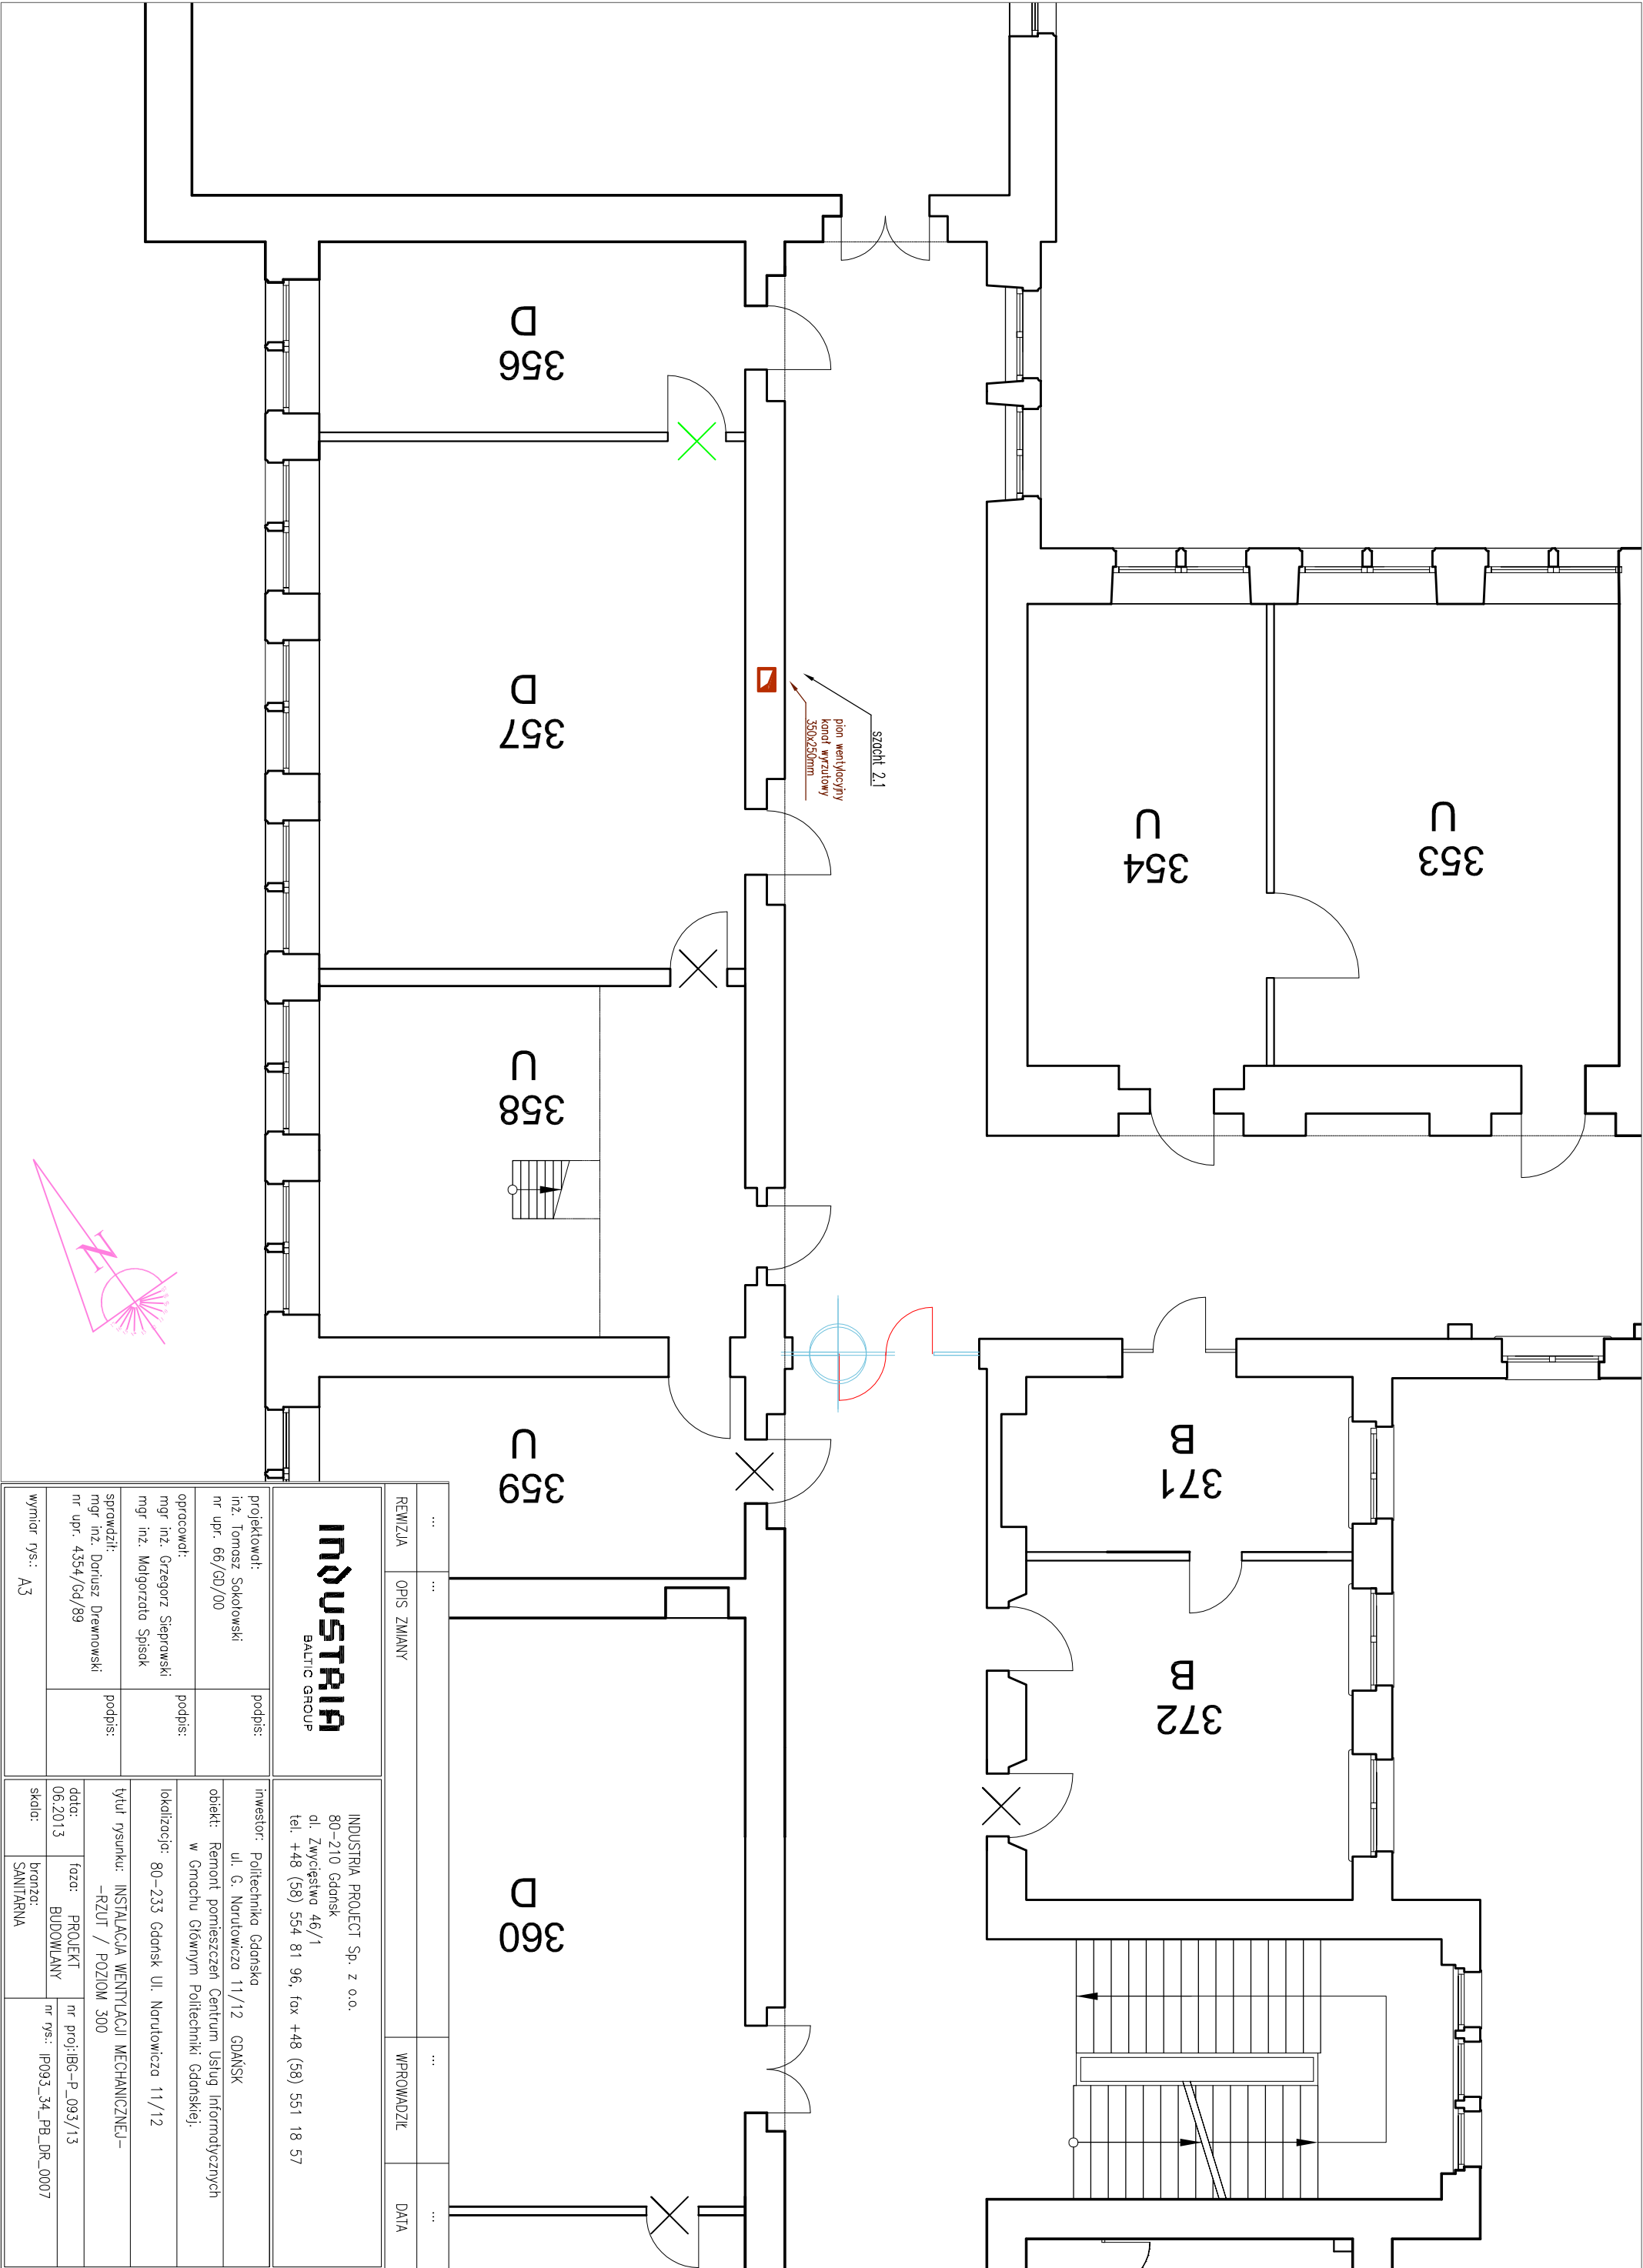 D
356
D
357
U
358
U
359
D
360
U
354
U
353
B
371
B
372
szacht 2.1
pion wentylacyjny
kanał wyrzutowy
350x250mm
N
... ... ... ...
REWIZJA OPIS ZMIANY WPROWADZIŁ DATA
INDUSTRIA
BALTIC GROUP
INDUSTRIA PROJECT Sp. z o.o.
80-210 Gdańsk
al. Zwycięstwa 46/1
tel. +48 (58) 554 81 96, fax +48 (58) 551 18 57
projektował:
inż. Tomasz Sokołowski
nr upr. 66/GD/00
podpis:
opracował:
mgr inż. Grzegorz Sieprawski
mgr inż. Małgorzata Spisak
podpis:
sprawdził:
mgr inż. Dariusz Drewnowski
nr upr. 4354/Gd/89
podpis:
wymiar rys.: A3
inwestor: Politechnika Gdańska
ul. G. Narutowicza 11/12 GDAŃSK
obiekt: Remont pomieszczeń Centrum Usług Informatycznych
w Gmachu Głównym Politechniki Gdańskiej.
lokalizacja: 80-233 Gdańsk Ul. Narutowicza 11/12
tytuł rysunku: INSTALACJA WENTYLACJI MECHANICZNEJ-
-RZUT / POZIOM 300
data:
06.2013
faza: PROJEKT
BUDOWLANY
nr proj:IBG-P_093/13
skala:
branża:
SANITARNA
nr rys.: IP093_34_PB_DR_0007